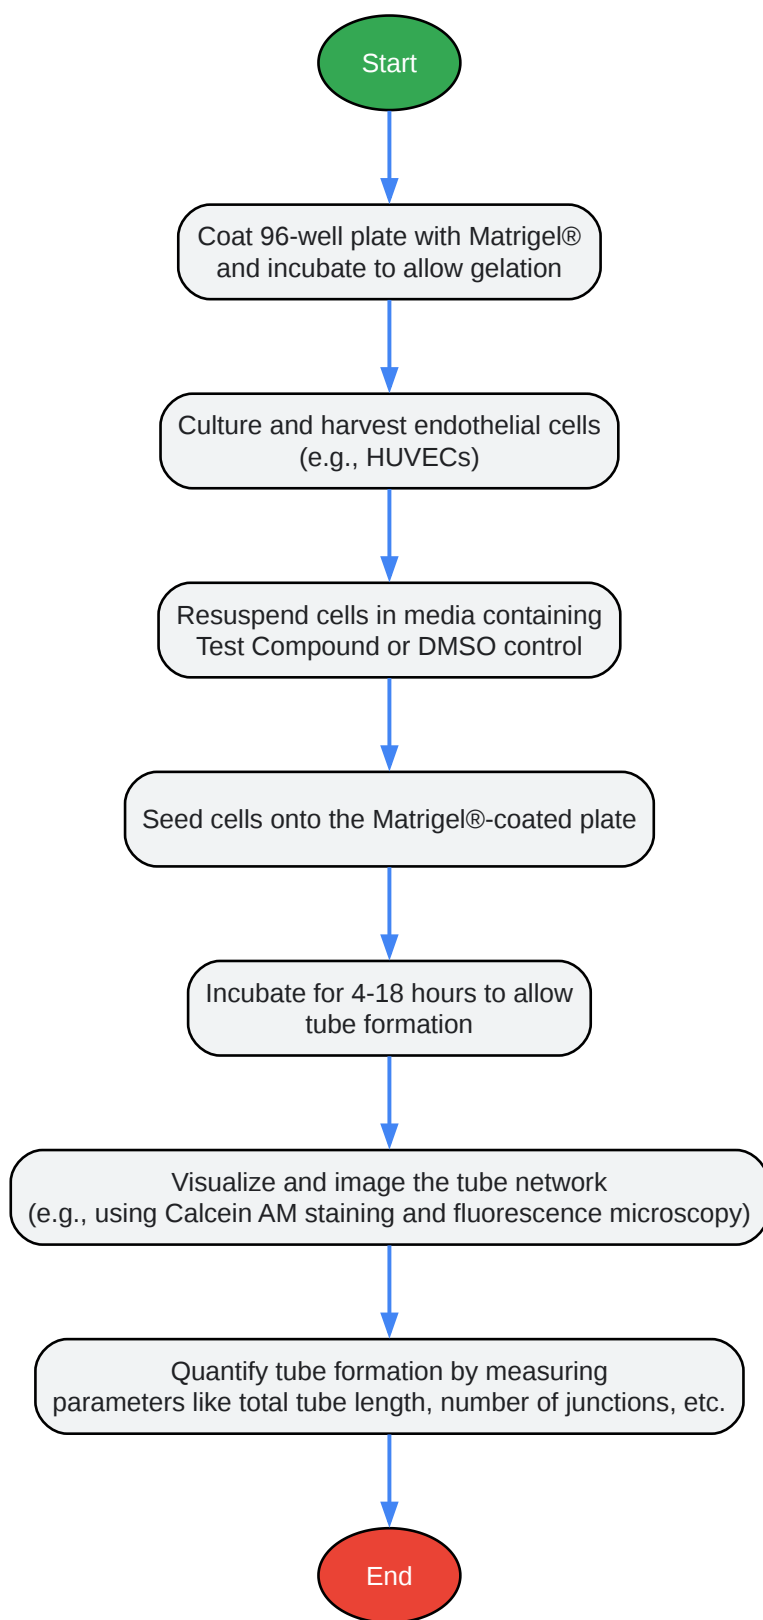 Start
Coat 96-well plate with Matrigel®
and incubate to allow gelation
Culture and harvest endothelial cells
(e.g., HUVECs)
Resuspend cells in media containing
Test Compound or DMSO control
Seed cells onto the Matrigel®-coated plate
Incubate for 4-18 hours to allow
tube formation
Visualize and image the tube network
(e.g., using Calcein AM staining and fluorescence microscopy)
Quantify tube formation by measuring
parameters like total tube length, number of junctions, etc.
End